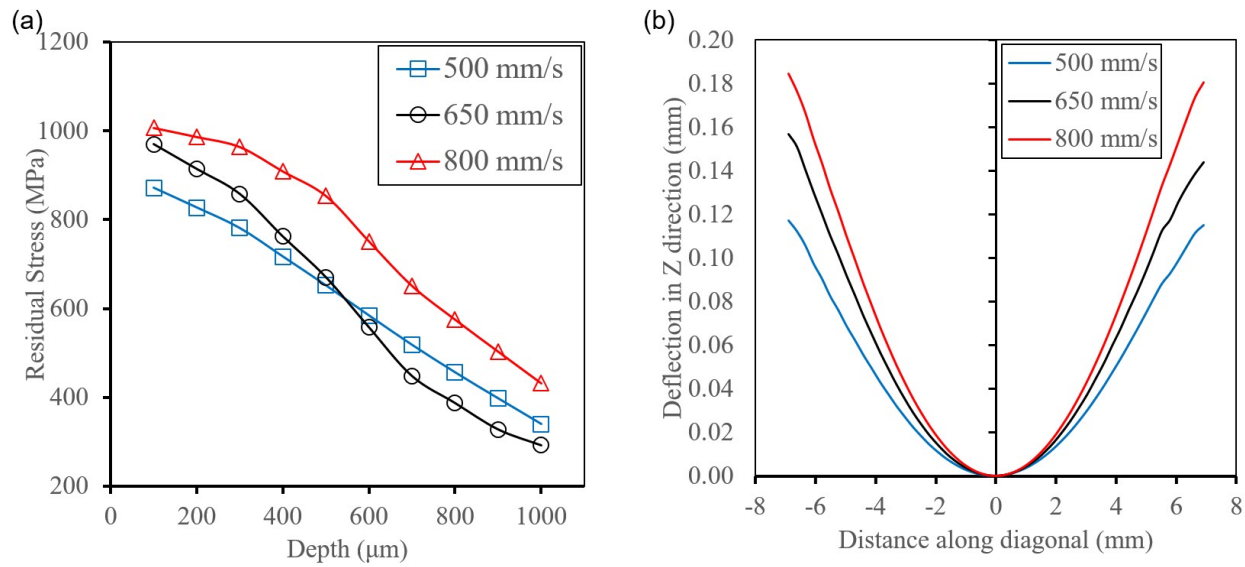 (a)
1200
1000
800
600
400
200
Residual Stress (MPa)
500 mm/s
650 mm/s
800 mm/s
0
200
400
600
800
1000
Depth (μm)
(b)
0.20
0.18
0.16
0.14
0.12
0.10
0.08
0.06
0.04
0.02
0.00
Deflection in Z direction (mm)
500 mm/s
650 mm/s
800 mm/s
-8
-6
-4
-2
0
2
4
6
8
Distance along diagonal (mm)